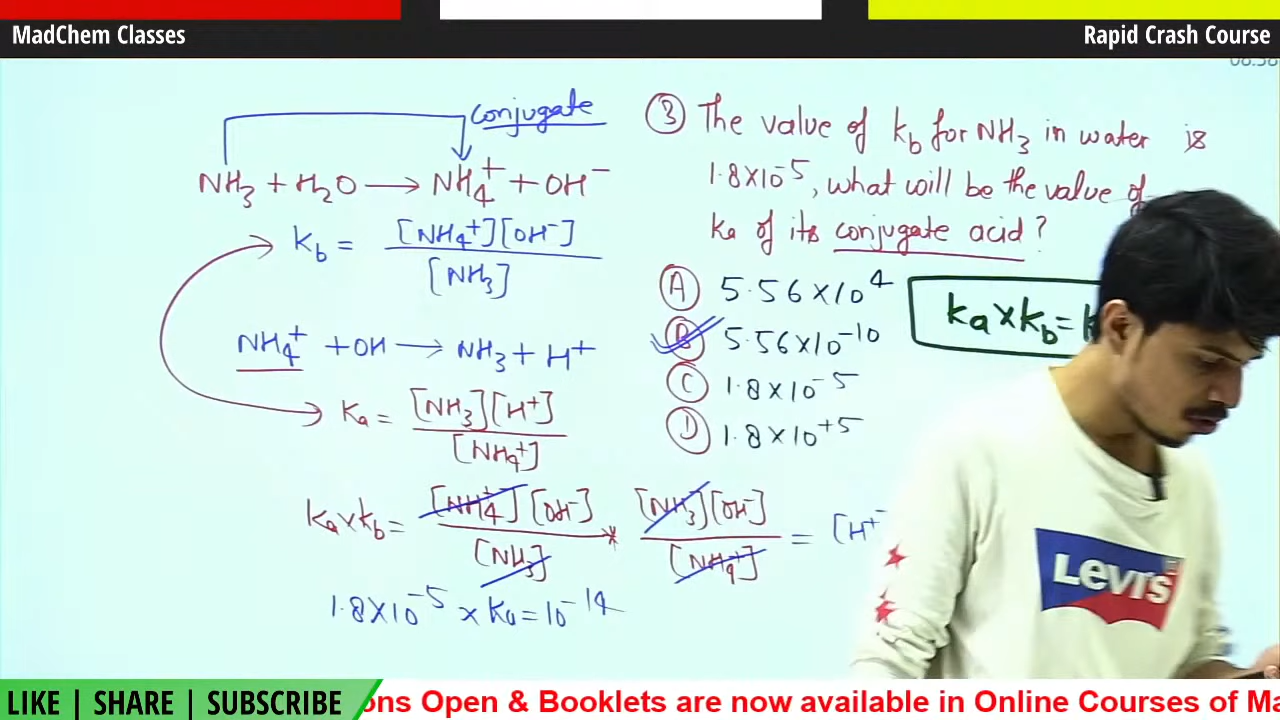 MadChem Classes
Rapid Crash Course
conjugate
NH₃ + H₂O ⟶ NH₄⁺ + OH⁻
K_b = [NH₄⁺][OH⁻] / [NH₃]
NH₄⁺ + OH ⟶ NH₃ + H⁺
Ka = [NH₃][H⁺] / [NH₄⁺]
Ka×K_b = [NH₄⁺][OH⁻] / [NH₃] * [NH₃][OH⁻] / [NH₄⁺] = [H⁺
1.8×10⁻⁵ × Ka = 10⁻¹⁴
③ The value of K_b for NH₃ in water is
1.8×10⁻⁵, what will be the value of
Ka of its conjugate acid?
Ⓐ 5.56×10⁴
Ⓑ 5.56×10⁻¹⁰
Ⓒ 1.8×10⁻⁵
Ⓓ 1.8×10⁺⁵
Ka×K_b = K
Levi's
LIKE | SHARE | SUBSCRIBE
ons Open & Booklets are now available in Online Courses of Ma